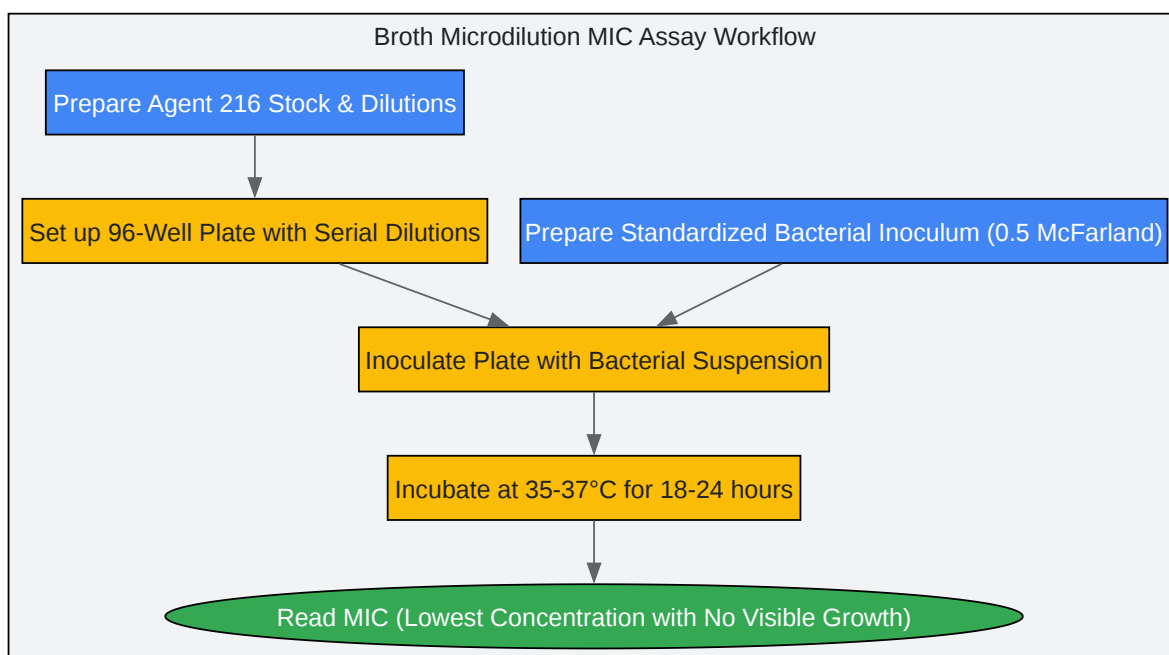 Broth Microdilution MIC Assay Workflow
Prepare Agent 216 Stock & Dilutions
Set up 96-Well Plate with Serial Dilutions
Prepare Standardized Bacterial Inoculum (0.5 McFarland)
Inoculate Plate with Bacterial Suspension
Incubate at 35-37°C for 18-24 hours
Read MIC (Lowest Concentration with No Visible Growth)